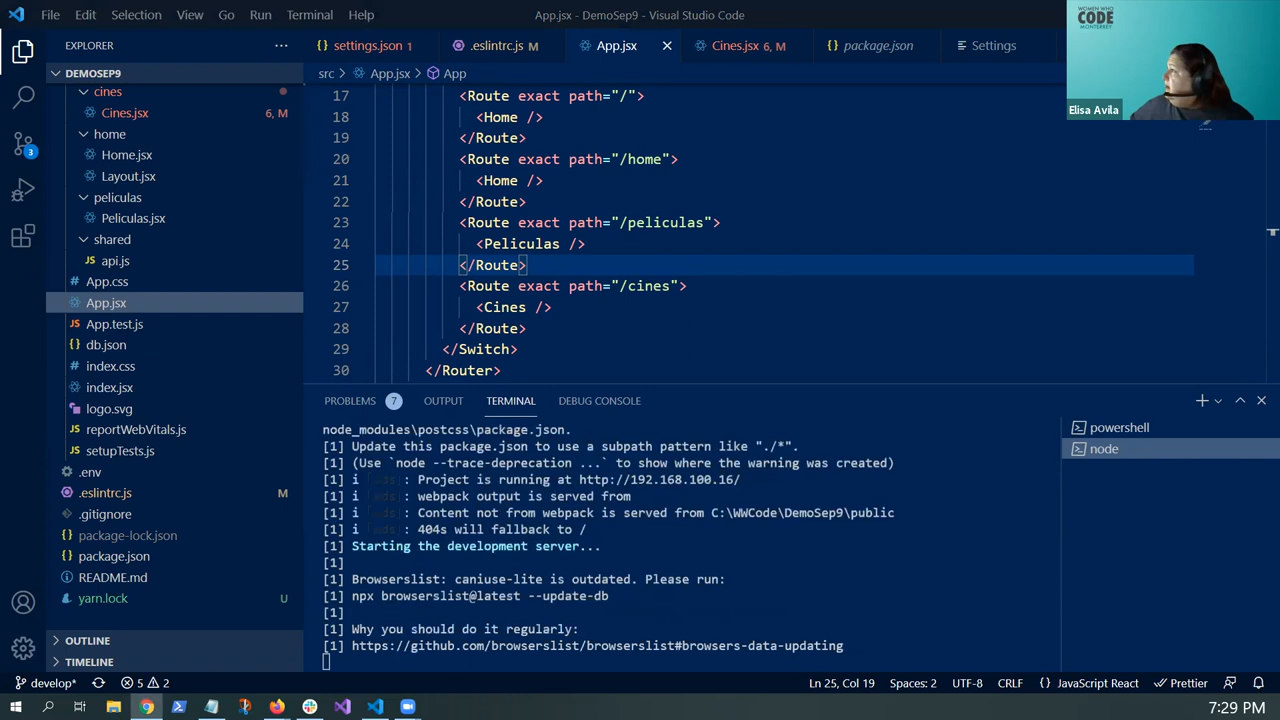 File Edit Selection View Go Run Terminal Help
App.jsx - DemoSep9 - Visual Studio Code
WOMEN WHO
CODE
MONTERREY
Elisa Avila
EXPLORER
settings.json 1
.eslintrc.js M
App.jsx
Cines.jsx 6, M
package.json
Settings
DEMOSEP9
cines
Cines.jsx 6, M
home
Home.jsx
Layout.jsx
peliculas
Peliculas.jsx
shared
api.js
App.css
App.jsx
App.test.js
db.json
index.css
index.jsx
logo.svg
reportWebVitals.js
setupTests.js
.env
.eslintrc.js M
.gitignore
package-lock.json
package.json
README.md
yarn.lock U
OUTLINE
TIMELINE
3
src > App.jsx > App
17 <Route exact path="/">
18 <Home />
19 </Route>
20 <Route exact path="/home">
21 <Home />
22 </Route>
23 <Route exact path="/peliculas">
24 <Peliculas />
25 </Route>
26 <Route exact path="/cines">
27 <Cines />
28 </Route>
29 </Switch>
30 </Router>
PROBLEMS 7 OUTPUT TERMINAL DEBUG CONSOLE
node_modules\postcss\package.json.
[1] Update this package.json to use a subpath pattern like "./*".
[1] (Use `node --trace-deprecation ...` to show where the warning was created)
[1] i ｢wds｣: Project is running at http://192.168.100.16/
[1] i ｢wds｣: webpack output is served from
[1] i ｢wds｣: Content not from webpack is served from C:\WWCode\DemoSep9\public
[1] i ｢wds｣: 404s will fallback to /
[1] Starting the development server...
[1]
[1] Browserslist: caniuse-lite is outdated. Please run:
[1] npx browserslist@latest --update-db
[1]
[1] Why you should do it regularly:
[1] https://github.com/browserslist/browserslist#browsers-data-updating
powershell
node
develop* 5 2
Ln 25, Col 19 Spaces: 2 UTF-8 CRLF JavaScript React Prettier
7:29 PM